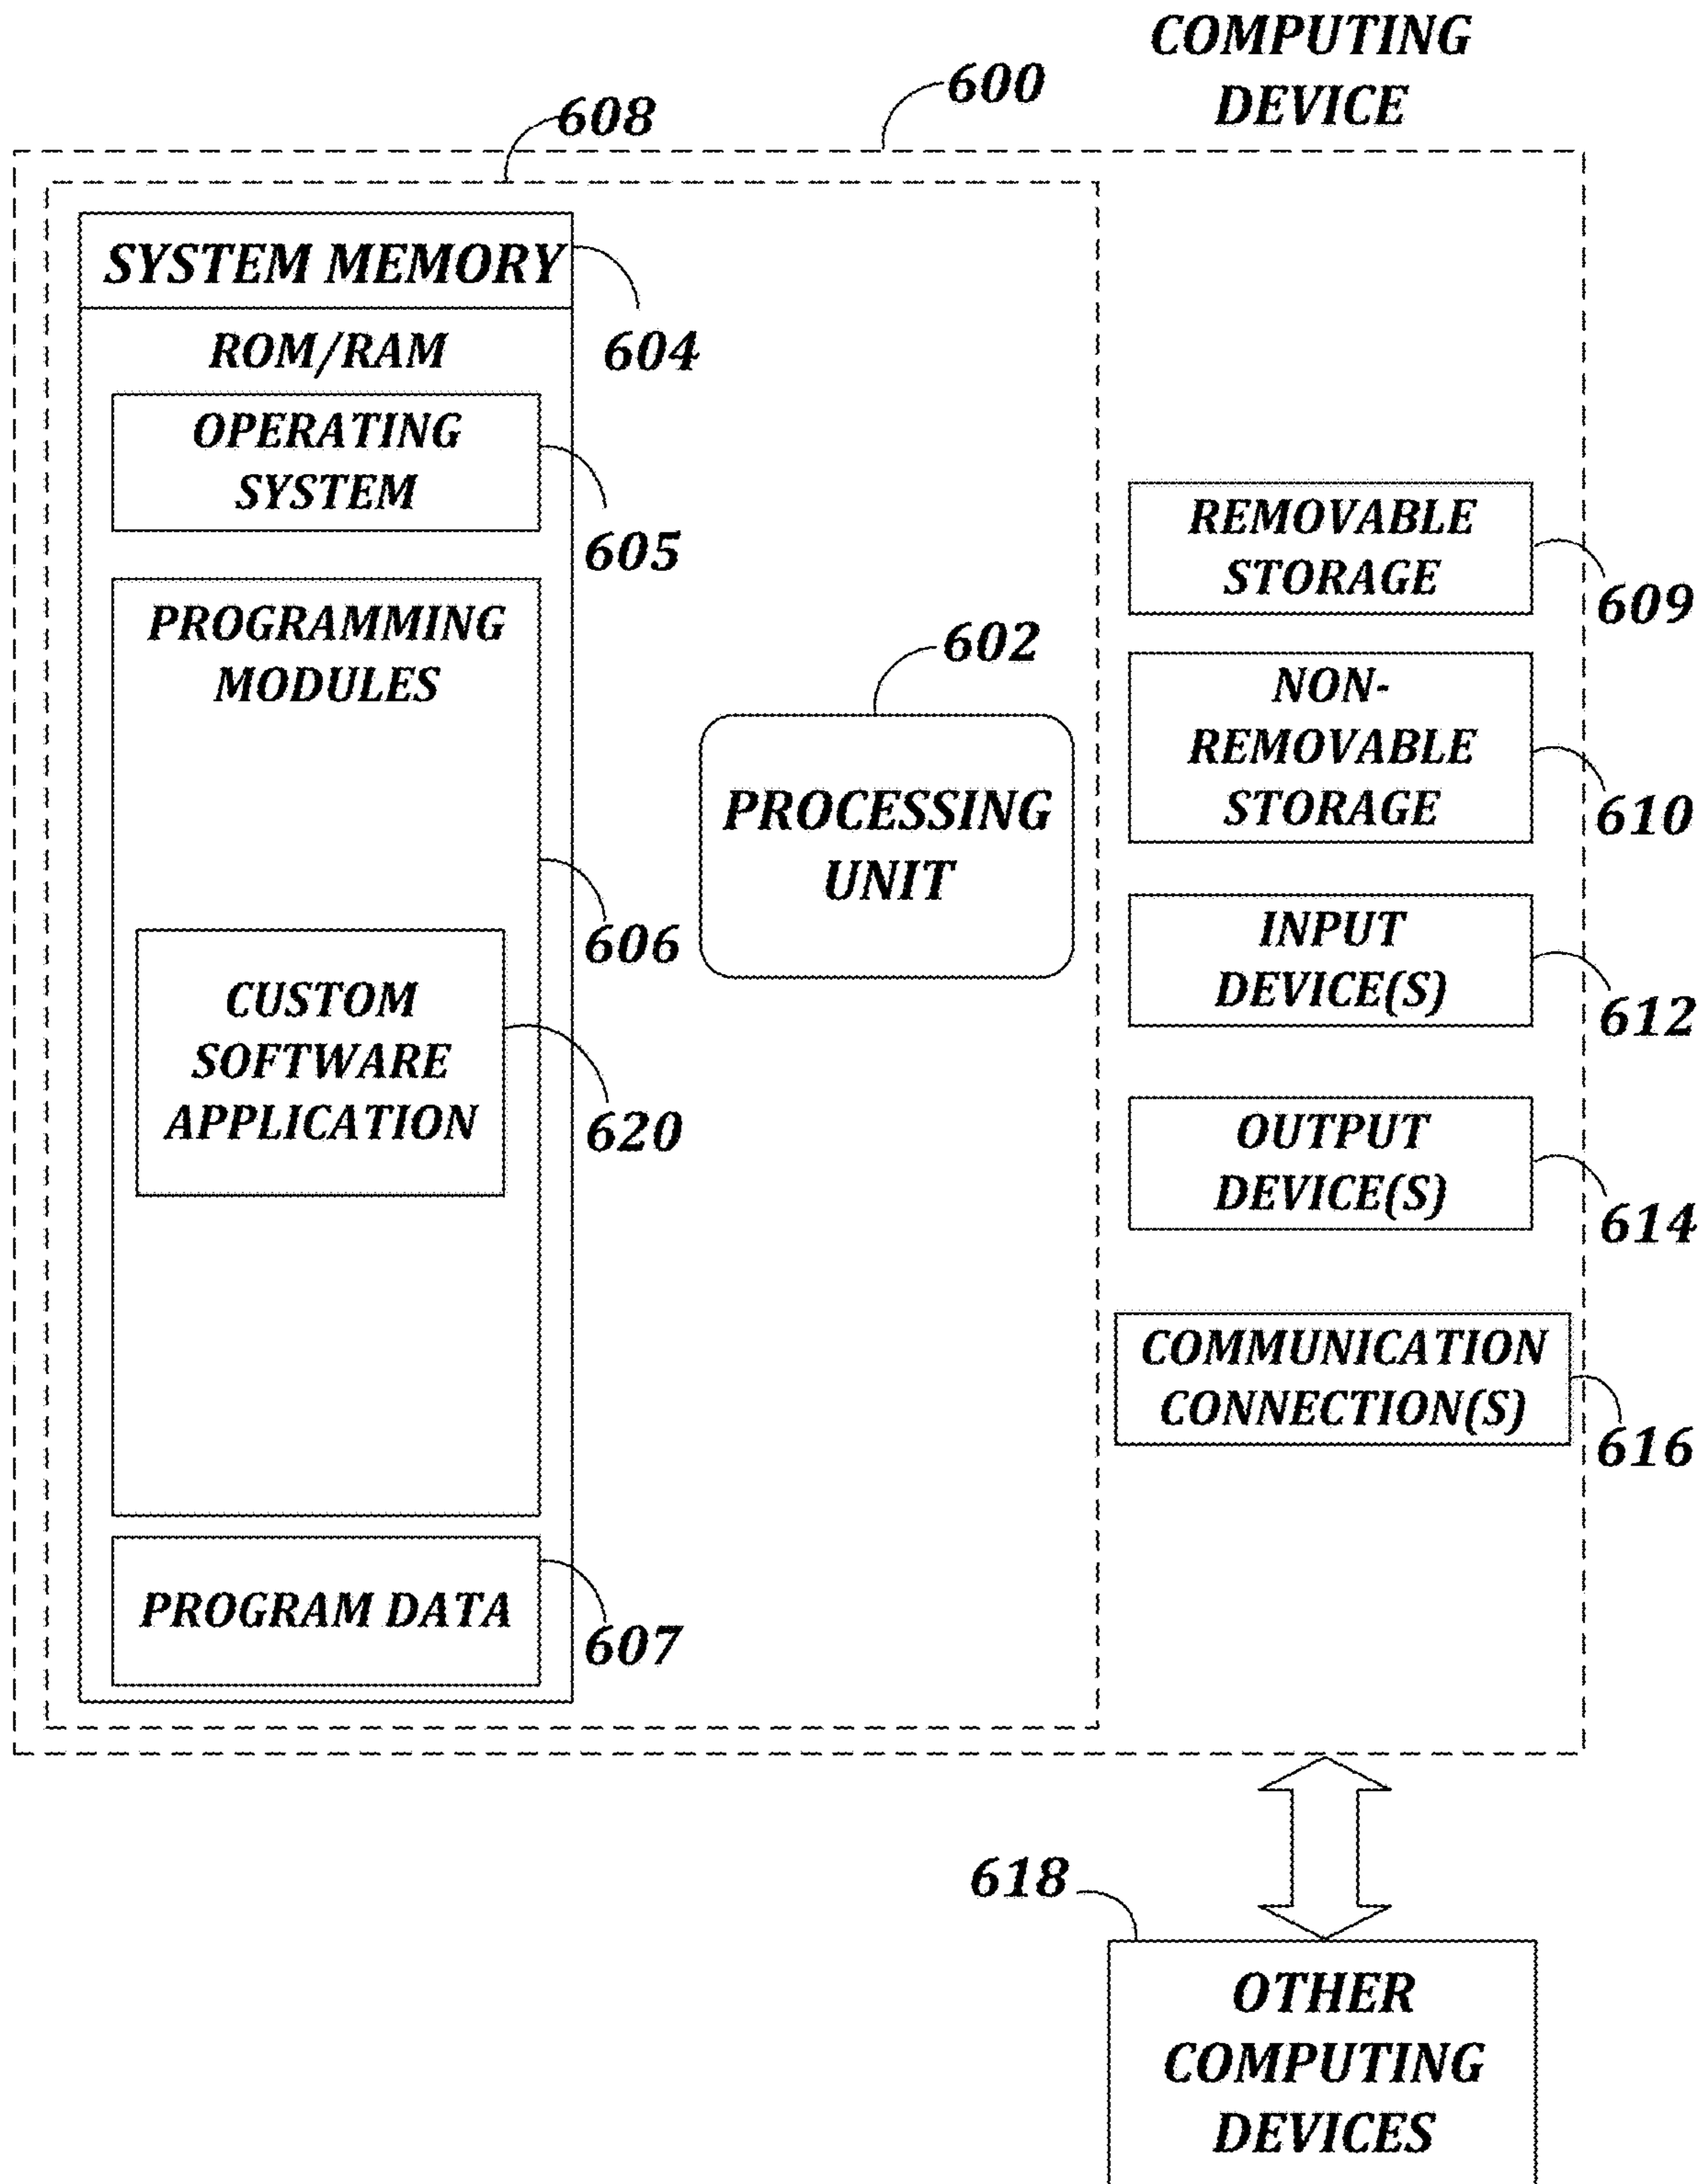 COMPUTING
DEVICE
600
608
SYSTEM MEMORY
604
ROM/RAM
OPERATING
SYSTEM
605
PROGRAMMING
MODULES
606
CUSTOM
SOFTWARE
APPLICATION
620
PROGRAM DATA
607
602
PROCESSING
UNIT
REMOVABLE
STORAGE
609
NON-
REMOVABLE
STORAGE
610
INPUT
DEVICE(S)
612
OUTPUT
DEVICE(S)
614
COMMUNICATION
CONNECTION(S)
616
618
OTHER
COMPUTING
DEVICES